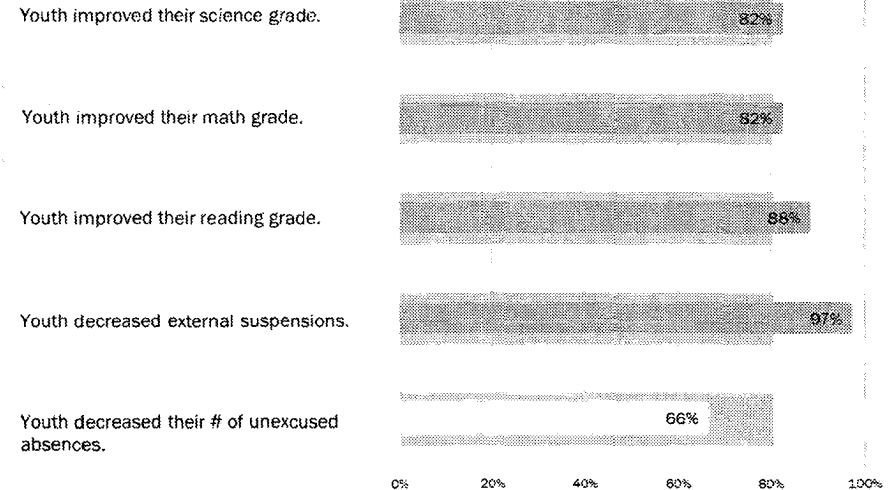 Youth improved their science grade.
82%
Youth improved their math grade.
82%
Youth improved their reading grade.
88%
Youth decreased external suspensions.
97%
Youth decreased their # of unexcused
absences.
66%
0% 20% 40% 60% 80% 100%